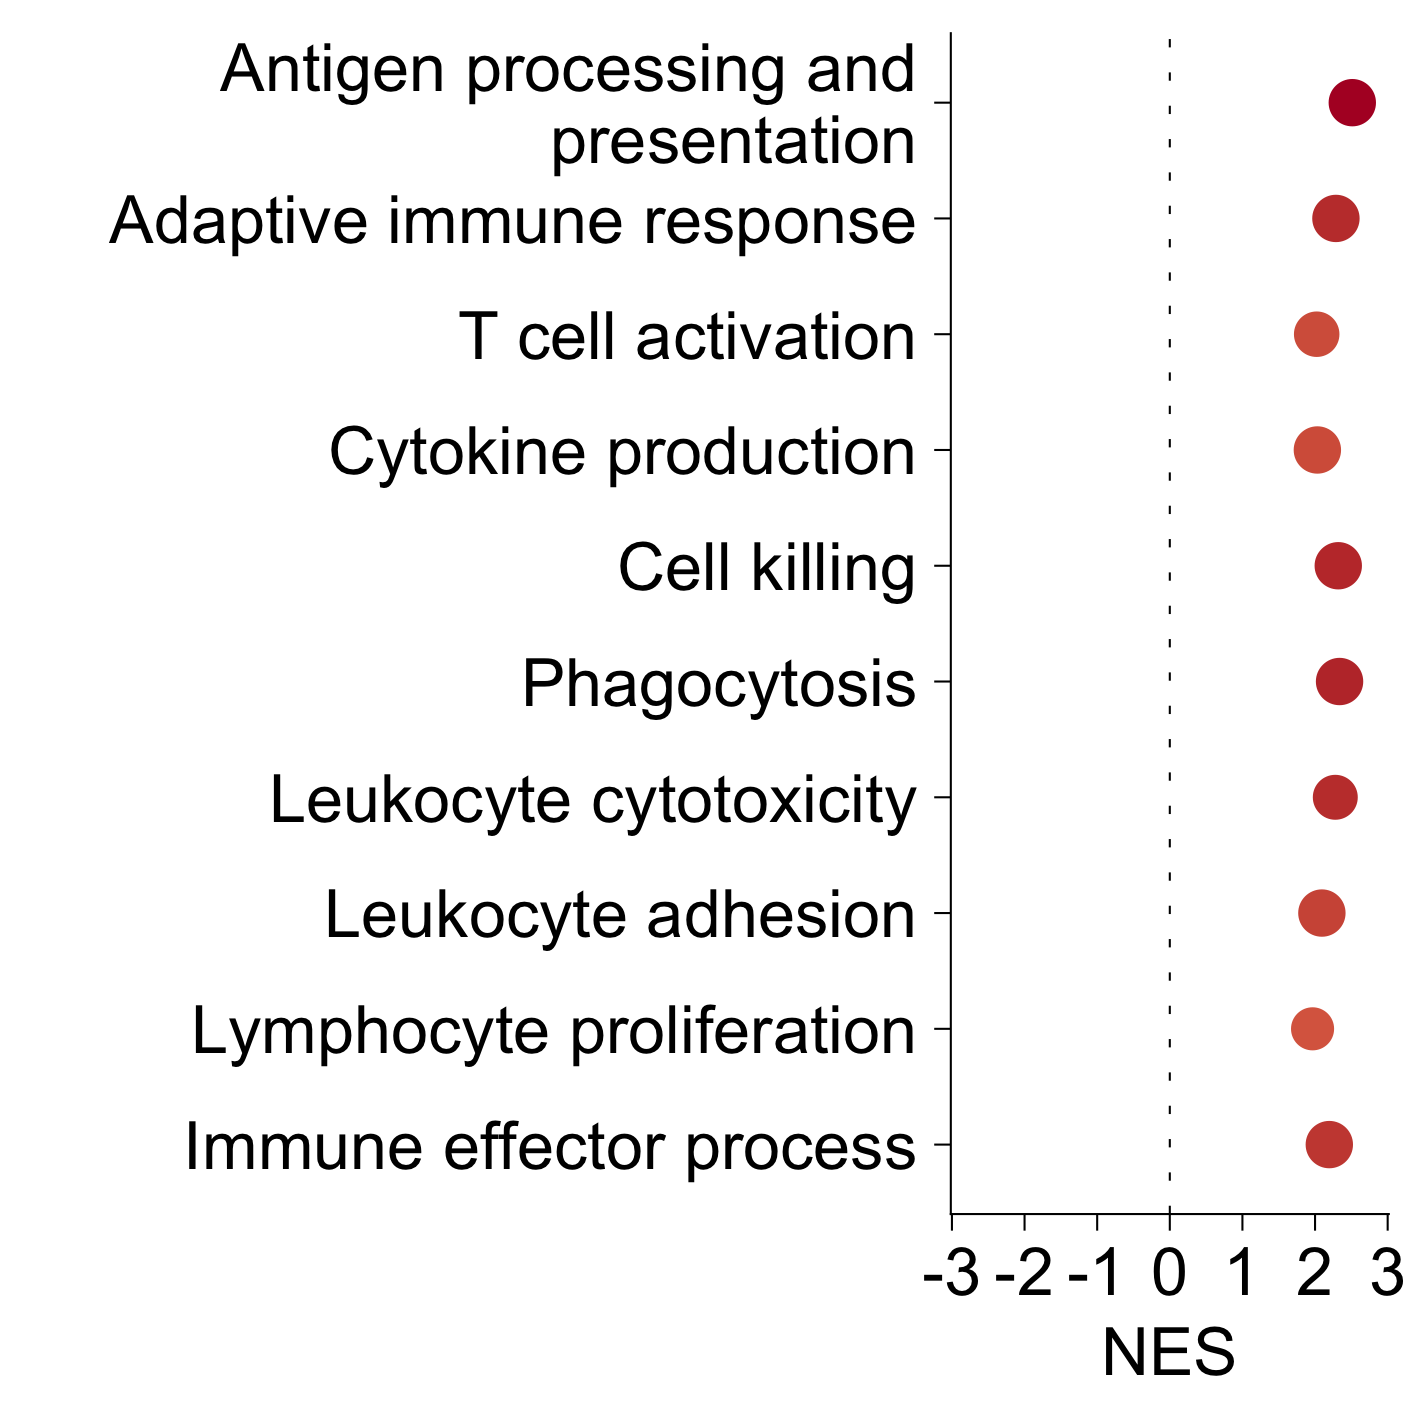 Antigen processing and
presentation
Adaptive immune response
T cell activation
Cytokine production
Cell killing
Phagocytosis
Leukocyte cytotoxicity
Leukocyte adhesion
Lymphocyte proliferation
Immune effector process
-3 -2 -1 0 1 2 3
NES